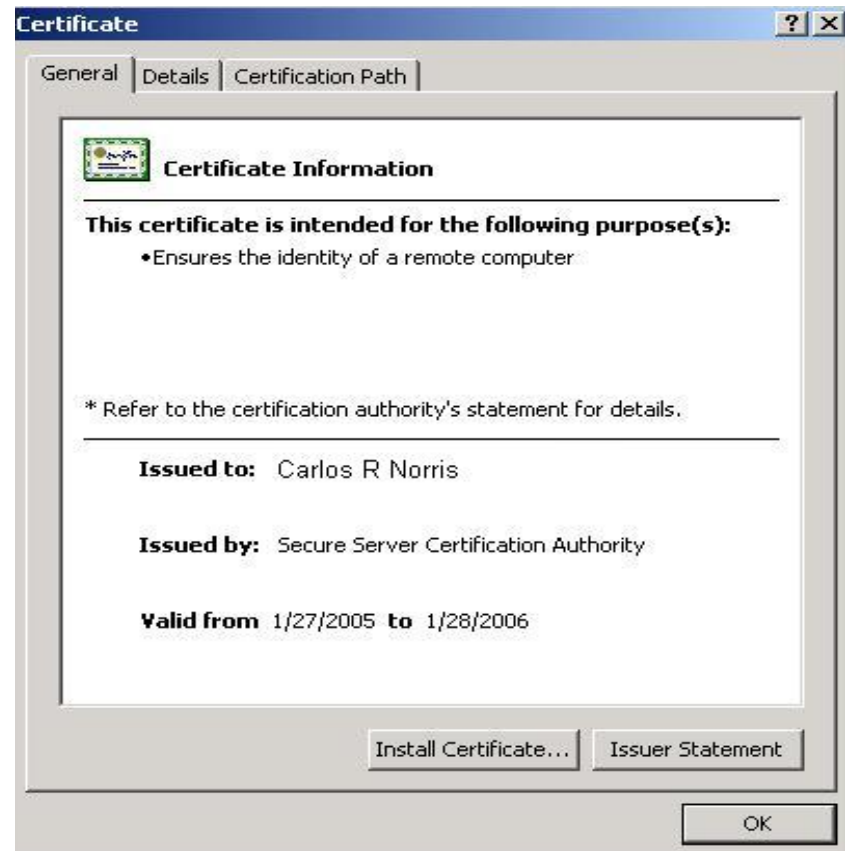 Certificate
? X
General Details Certification Path
Certificate Information
This certificate is intended for the following purpose(s):
•Ensures the identity of a remote computer
* Refer to the certification authority's statement for details.
Issued to: Carlos R Norris
Issued by: Secure Server Certification Authority
Valid from 1/27/2005 to 1/28/2006
Install Certificate... Issuer Statement
OK